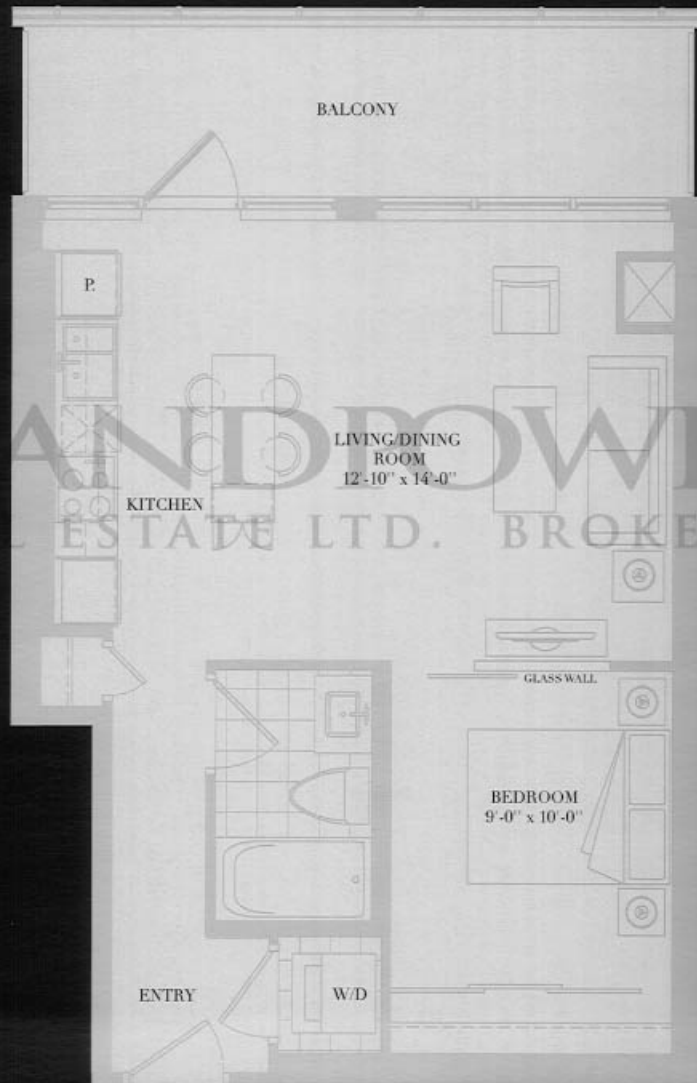 BALCONY
P.
LIVING/DINING
ROOM
12'-10" x 14'-0"
KITCHEN
ANDPOW
ESTATE LTD. BROKE
GLASS WALL
BEDROOM
9'-0" x 10'-0"
ENTRY
W/D